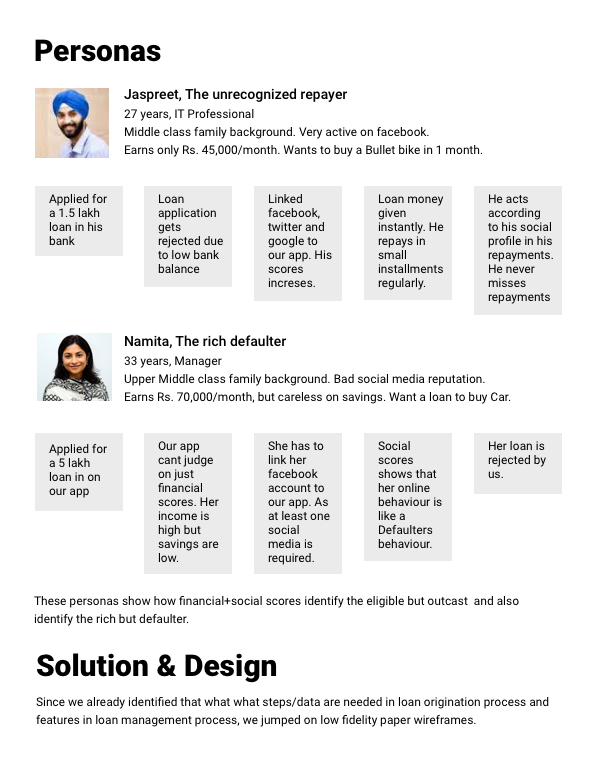 Personas
Jaspreet, The unrecognized repayer
27 years, IT Professional
Middle class family background. Very active on facebook.
Earns only Rs. 45,000/month. Wants to buy a Bullet bike in 1 month.
Applied for
a 1.5 lakh
loan in his
bank
Loan
application
gets
rejected due
to low bank
balance
Linked
facebook,
twitter and
google to
our app. His
scores
increses.
Loan money
given
instantly. He
repays in
small
installments
regularly.
He acts
according
to his social
profile in his
repayments.
He never
misses
repayments
Namita, The rich defaulter
33 years, Manager
Upper Middle class family background. Bad social media reputation.
Earns Rs. 70,000/month, but careless on savings. Want a loan to buy Car.
Applied for
a 5 lakh
loan in on
our app
Our app
cant judge
on just
financial
scores. Her
income is
high but
savings are
low.
She has to
link her
facebook
account to
our app. As
at least one
social
media is
required.
Social
scores
shows that
her online
behaviour is
like a
Defaulters
behaviour.
Her loan is
rejected by
us.
These personas show how financial+social scores identify the eligible but outcast  and also
identify the rich but defaulter.
Solution & Design
Since we already identified that what what steps/data are needed in loan origination process and
features in loan management process, we jumped on low fidelity paper wireframes.